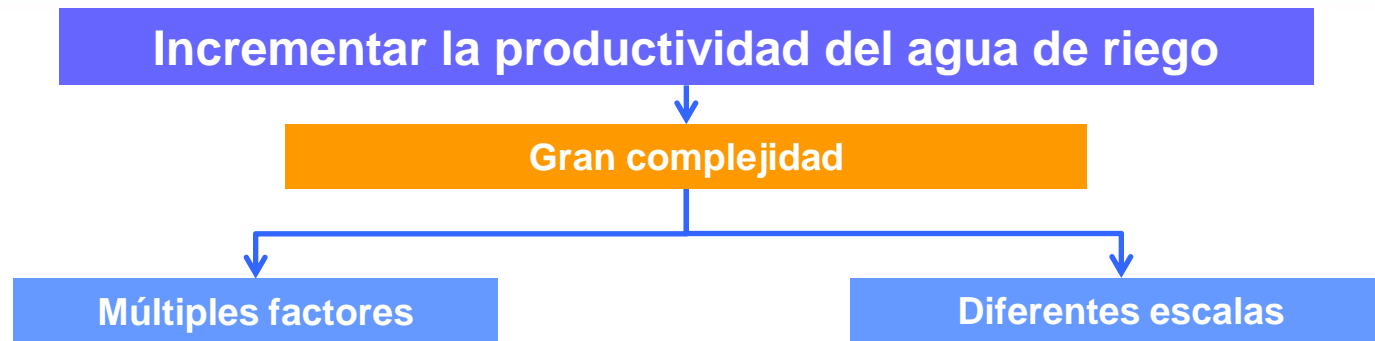 Incrementar la productividad del agua de riego
Gran complejidad
Múltiples factores
Diferentes escalas